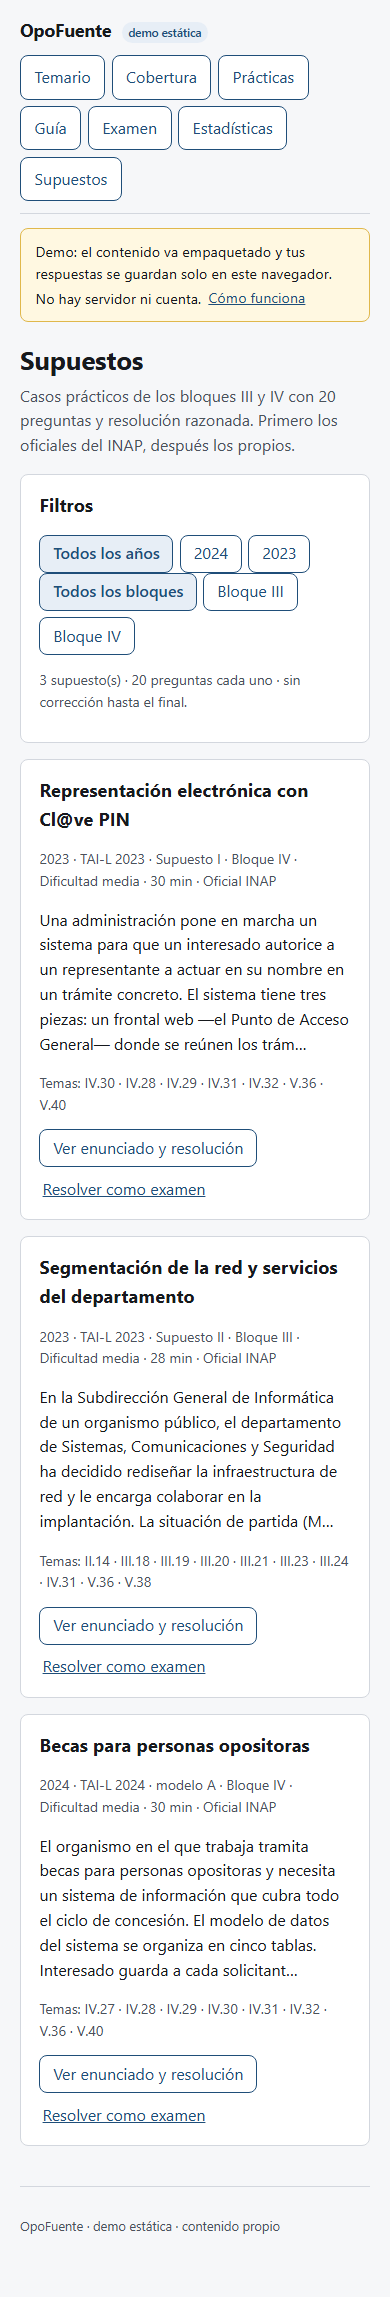 OpoFuente demo estática
Temario Cobertura Prácticas
Guía Examen Estadísticas
Supuestos
Demo: el contenido va empaquetado y tus
respuestas se guardan solo en este navegador.
No hay servidor ni cuenta. Cómo funciona
Supuestos
Casos prácticos de los bloques III y IV con 20
preguntas y resolución razonada. Primero los
oficiales del INAP, después los propios.
Filtros
Todos los años 2024 2023
Todos los bloques Bloque III
Bloque IV
3 supuesto(s) · 20 preguntas cada uno · sin
corrección hasta el final.
Representación electrónica con
Cl@ve PIN
2023 · TAI-L 2023 · Supuesto I · Bloque IV ·
Dificultad media · 30 min · Oficial INAP
Una administración pone en marcha un
sistema para que un interesado autorice a
un representante a actuar en su nombre en
un trámite concreto. El sistema tiene tres
piezas: un frontal web —el Punto de Acceso
General— donde se reúnen los trám...
Temas: IV.30 · IV.28 · IV.29 · IV.31 · IV.32 · V.36 ·
V.40
Ver enunciado y resolución
Resolver como examen
Segmentación de la red y servicios
del departamento
2023 · TAI-L 2023 · Supuesto II · Bloque III ·
Dificultad media · 28 min · Oficial INAP
En la Subdirección General de Informática
de un organismo público, el departamento
de Sistemas, Comunicaciones y Seguridad
ha decidido rediseñar la infraestructura de
red y le encarga colaborar en la
implantación. La situación de partida (M...
Temas: II.14 · III.18 · III.19 · III.20 · III.21 · III.23 · III.24
· IV.31 · V.36 · V.38
Ver enunciado y resolución
Resolver como examen
Becas para personas opositoras
2024 · TAI-L 2024 · modelo A · Bloque IV ·
Dificultad media · 30 min · Oficial INAP
El organismo en el que trabaja tramita
becas para personas opositoras y necesita
un sistema de información que cubra todo
el ciclo de concesión. El modelo de datos
del sistema se organiza en cinco tablas.
Interesado guarda a cada solicitant...
Temas: IV.27 · IV.28 · IV.29 · IV.30 · IV.31 · IV.32 ·
V.36 · V.40
Ver enunciado y resolución
Resolver como examen
OpoFuente · demo estática · contenido propio